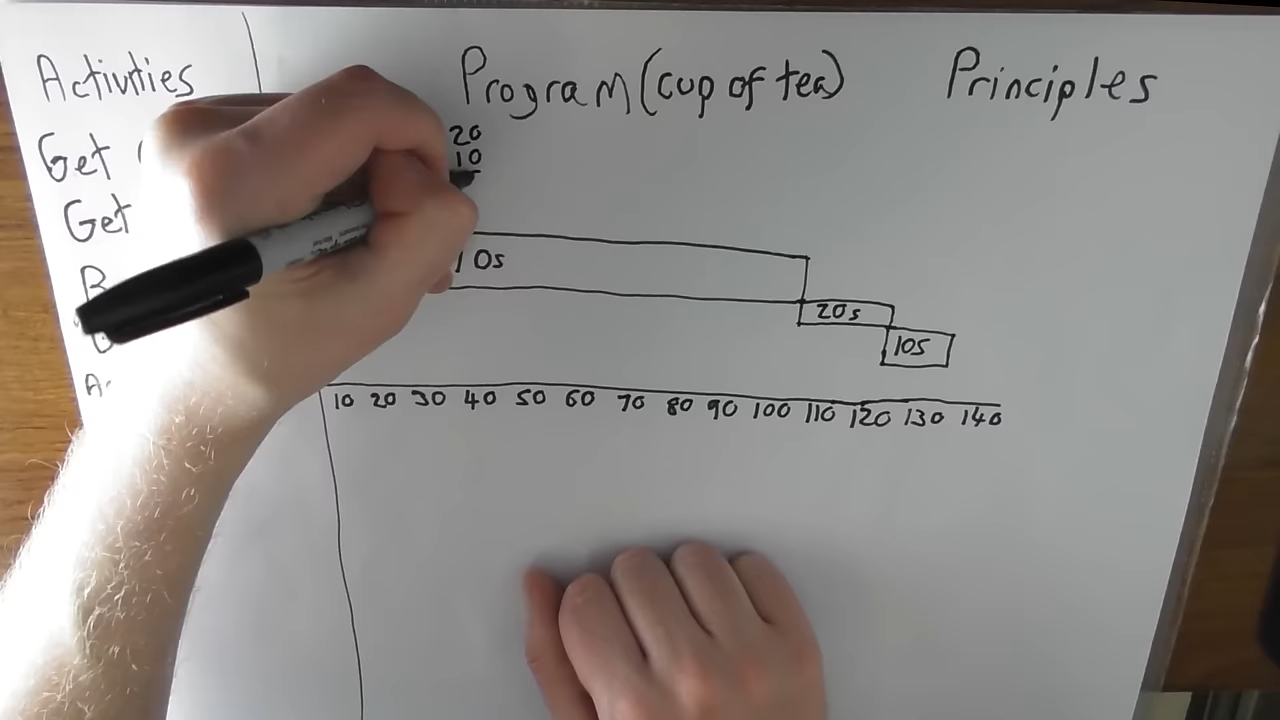 Activities Program (cup of tea) Principles
Get 20
10
Get
10s
20s
10s
10 20 30 40 50 60 70 80 90 100 110 120 130 140